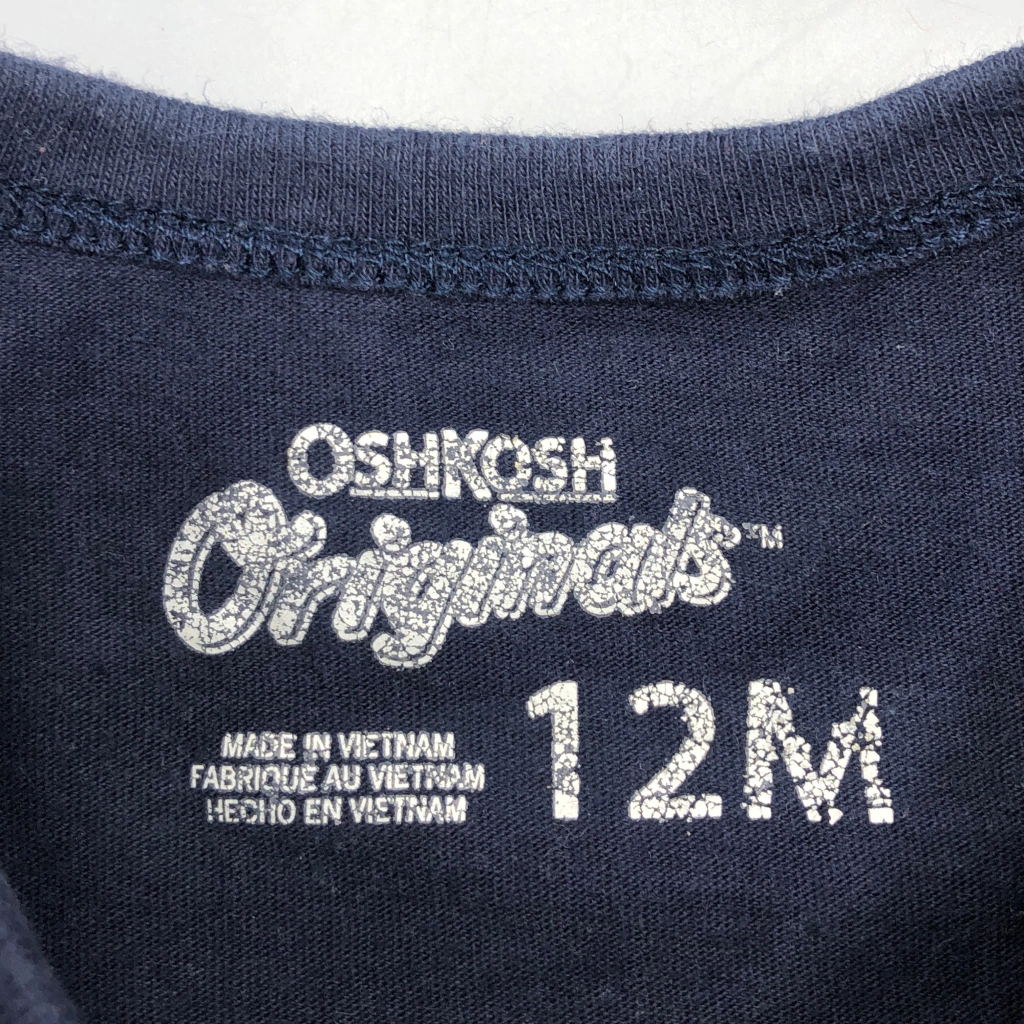 OSHKOSH
Originals™
12M
MADE IN VIETNAM
FABRIQUE AU VIETNAM
HECHO EN VIETNAM